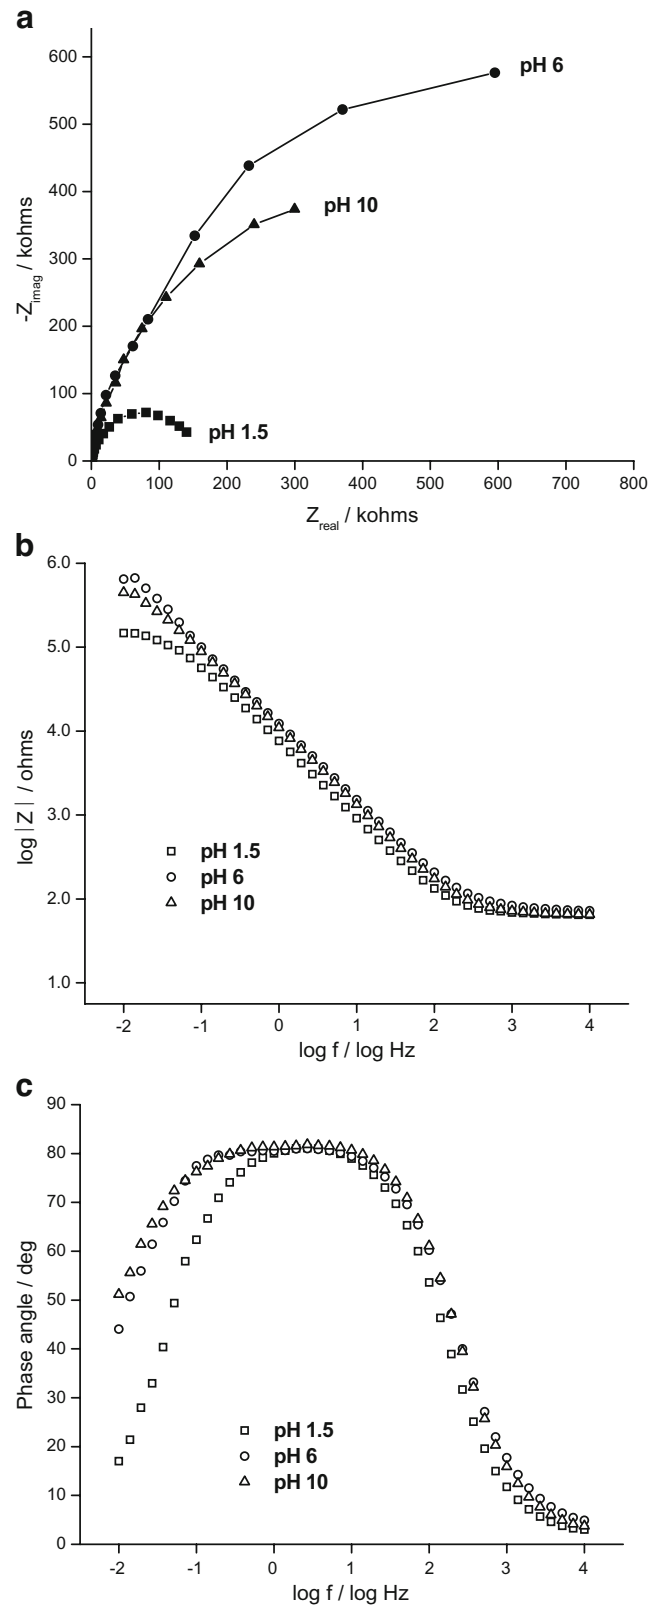 a
600
500
400
300
200
100
0
-Z_imag / kohms
pH 6
pH 10
pH 1.5
0 100 200 300 400 500 600 700 800
Z_real / kohms
b
6.0
5.0
4.0
3.0
2.0
1.0
log |Z| / ohms
pH 1.5
pH 6
pH 10
-2 -1 0 1 2 3 4
log f / log Hz
c
90
80
70
60
50
40
30
20
10
0
Phase angle / deg
pH 1.5
pH 6
pH 10
-2 -1 0 1 2 3 4
log f / log Hz